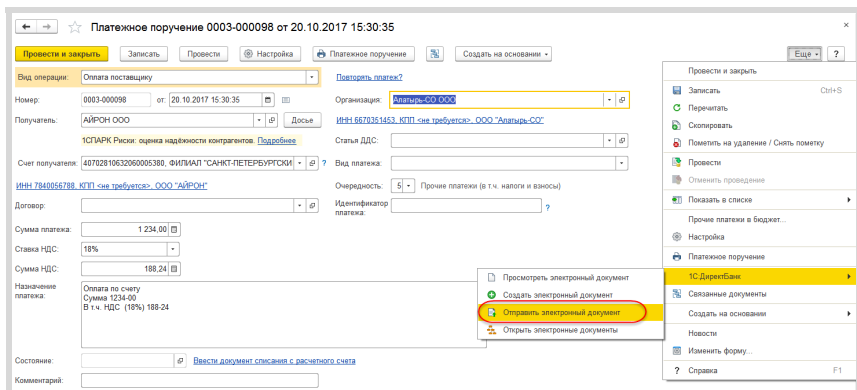 Платежное поручение 0003-000098 от 20.10.2017 15:30:35
Провести и закрыть Записать Провести Настройка Платежное поручение Создать на основании Еще ?
Вид операции: Оплата поставщику Повторять платеж?
Номер: 0003-000098 от: 20.10.2017 15:30:35 Организация: Алатырь-СО ООО
Получатель: АЙРОН ООО Досье ИНН 6670351453, КПП <не требуется>, ООО "Алатырь-СО"
1СПАРК Риски: оценка надёжности контрагентов. Подробнее Статья ДДС:
Счет получателя: 40702810632060005380, ФИЛИАЛ "САНКТ-ПЕТЕРБУРГСКИ ? Вид платежа:
ИНН 7840056788, КПП <не требуется>, ООО "АЙРОН" Очередность: 5 Прочие платежи (в т.ч. налоги и взносы)
Договор: Идентификатор платежа: ?
Сумма платежа: 1 234,00
Ставка НДС: 18%
Сумма НДС: 188,24
Назначение платежа: Оплата по счету
Сумма 1234-00
В т.ч. НДС (18%) 188-24
Состояние: Ввести документ списания с расчетного счета
Комментарий:
Провести и закрыть
Записать Ctrl+S
Перечитать
Скопировать
Пометить на удаление / Снять пометку
Провести
Отменить проведение
Показать в списке
Прочие платежи в бюджет...
Настройка
Платежное поручение
1С:ДиректБанк
Связанные документы
Создать на основании
Новости
Изменить форму...
? Справка F1
Просмотреть электронный документ
Создать электронный документ
Отправить электронный документ
Открыть электронные документы